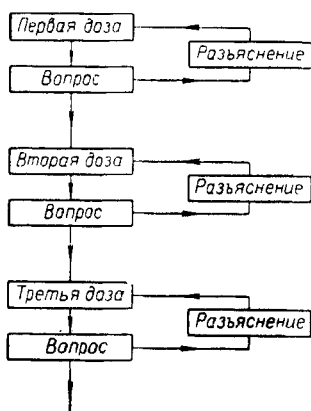 Первая доза
Разъяснение
Вопрос
Вторая доза
Разъяснение
Вопрос
Третья доза
Разъяснение
Вопрос